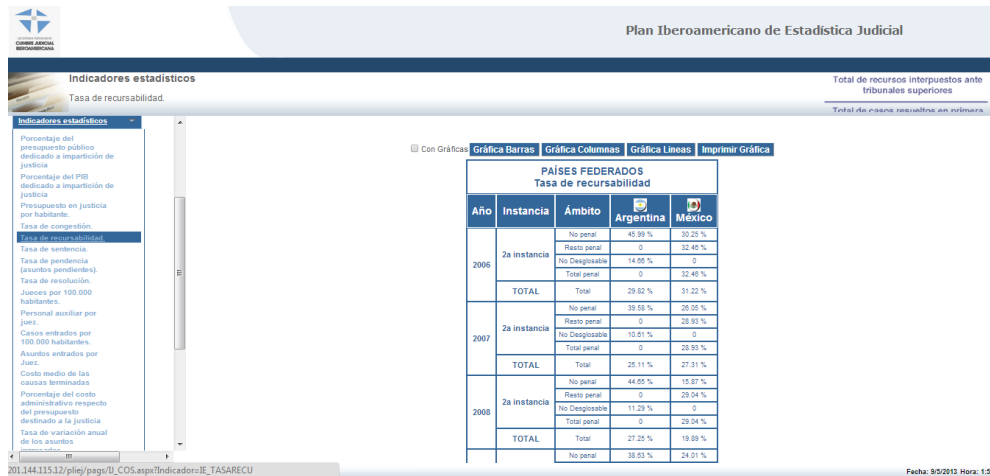 CUMBRE JUDICIAL
IBEROAMERICANA
Plan Iberoamericano de Estadística Judicial
Indicadores estadísticos
Tasa de recursabilidad.
Total de recursos interpuestos ante
tribunales superiores
Total de casos resueltos en primera
Indicadores estadísticos
Porcentaje del
presupuesto público
dedicado a impartición de
justicia
Porcentaje del PIB
dedicado a impartición de
justicia
Presupuesto en justicia
por habitante.
Tasa de congestión.
Tasa de recursabilidad.
Tasa de sentencia.
Tasa de pendencia
(asuntos pendientes).
Tasa de resolución.
Jueces por 100.000
habitantes.
Personal auxiliar por
juez.
Casos entrados por
100.000 habitantes.
Asuntos entrados por
Juez.
Costo medio de las
causas terminadas
Porcentaje del costo
administrativo respecto
del presupuesto
destinado a la justicia
Tasa de variación anual
de los asuntos
Con Gráficas Gráfica Barras Gráfica Columnas Gráfica Lineas Imprimir Gráfica
PAÍSES FEDERADOS
Tasa de recursabilidad
Año Instancia Ámbito Argentina México
2006
2a instancia
No penal 45.99 % 30.25 %
Resto penal 0 32.46 %
No Desglosable 14.66 % 0
Total penal 0 32.46 %
TOTAL Total 29.82 % 31.22 %
2007
2a instancia
No penal 39.58 % 26.05 %
Resto penal 0 28.93 %
No Desglosable 10.61 % 0
Total penal 0 28.93 %
TOTAL Total 25.11 % 27.31 %
2008
2a instancia
No penal 44.65 % 15.87 %
Resto penal 0 29.04 %
No Desglosable 11.29 % 0
Total penal 0 29.04 %
TOTAL Total 27.25 % 19.89 %
No penal 38.63 % 24.01 %
201.144.115.12/pliej/pags/IJ_COS.aspx?Indicador=IE_TASARECU
Fecha: 9/5/2013 Hora: 1:5